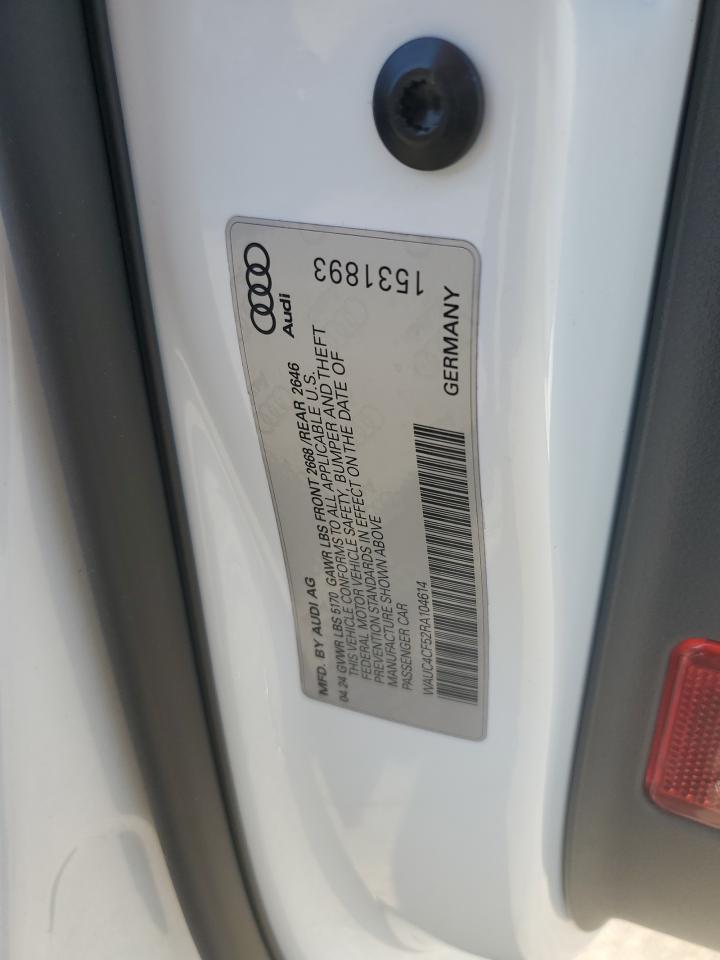 Audi
1531893
MFD. BY AUDI AG
04.24 GVWR LBS 5170 GAWR LBS FRONT 2668 /REAR 2646
THIS VEHICLE CONFORMS TO ALL APPLICABLE U.S.
FEDERAL MOTOR VEHICLE SAFETY, BUMPER AND THEFT
PREVENTION STANDARDS IN EFFECT ON THE DATE OF
MANUFACTURE SHOWN ABOVE
PASSENGER CAR
GERMANY
WAUC4CF52RA104614